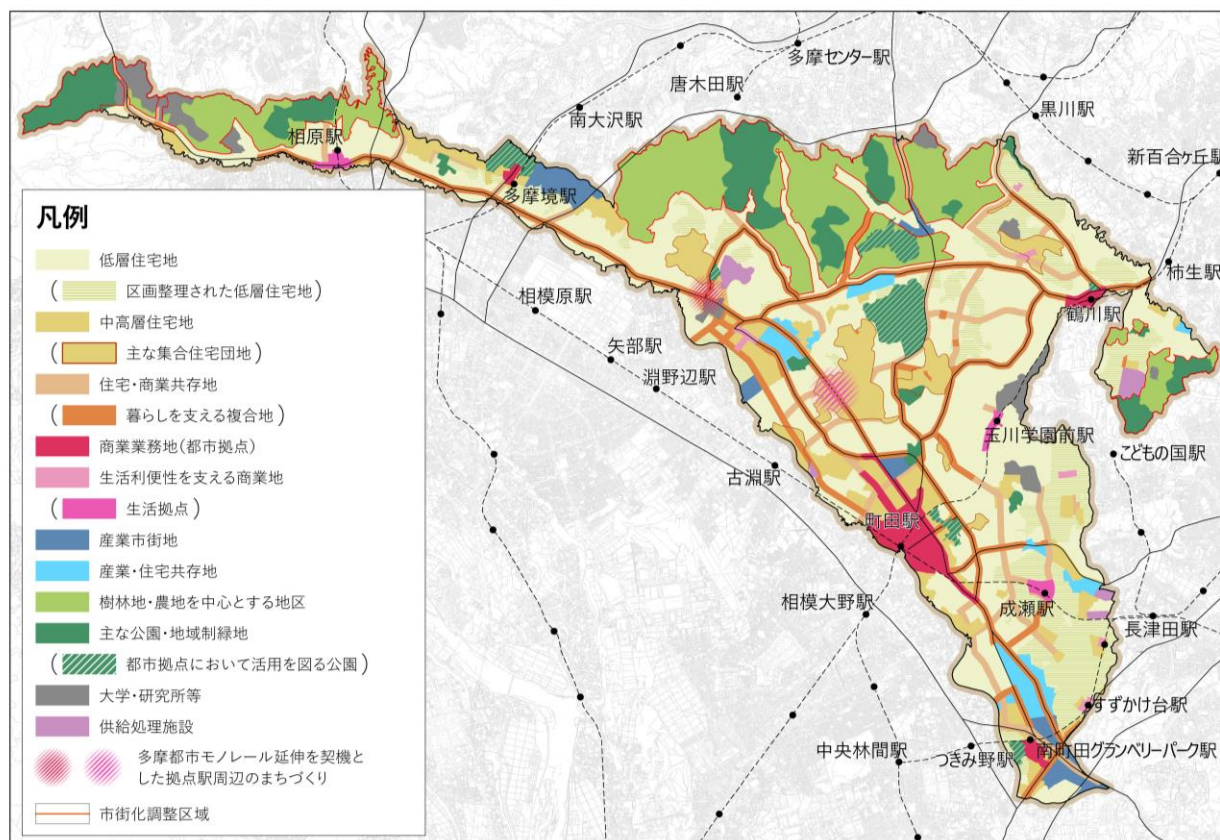 多摩センター駅
唐木田駅
黒川駅
南大沢駅
新百合ヶ丘駅
相原駅
多摩境駅
柿生駅
鶴川駅
相模原駅
矢部駅
淵野辺駅
玉川学園前駅
こどもの国駅
古淵駅
町田駅
相模大野駅
成瀬駅
長津田駅
すずかけ台駅
中央林間駅
つきみ野駅
南町田グランベリーパーク駅
凡例
低層住宅地
(区画整理された低層住宅地)
中高層住宅地
(主な集合住宅団地)
住宅・商業共存地
(暮らしを支える複合地)
商業業務地(都市拠点)
生活利便性を支える商業地
(生活拠点)
産業市街地
産業・住宅共存地
樹林地・農地を中心とする地区
主な公園・地域制緑地
(都市拠点において活用を図る公園)
大学・研究所等
供給処理施設
多摩都市モノレール延伸を契機と
した拠点駅周辺のまちづくり
市街化調整区域